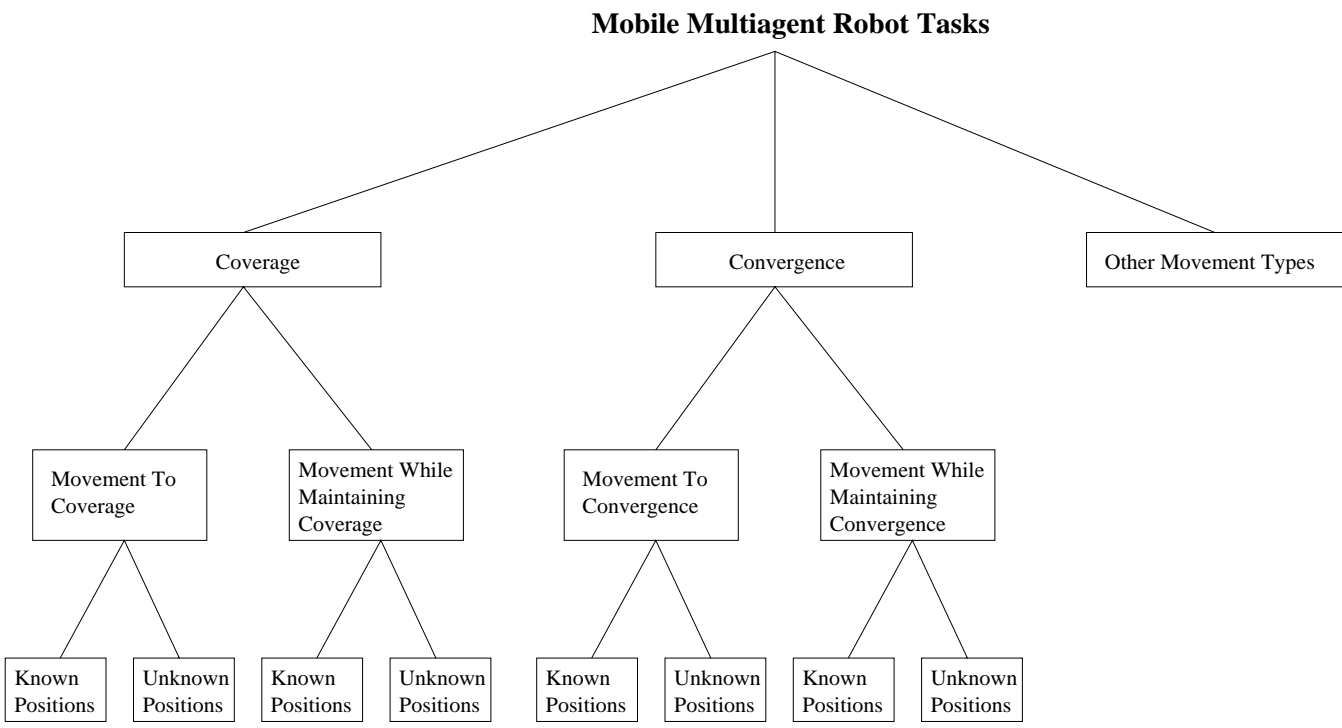 Mobile Multiagent Robot Tasks
Coverage
Convergence
Other Movement Types
Movement To
Coverage
Movement While
Maintaining
Coverage
Movement To
Convergence
Movement While
Maintaining
Convergence
Known
Positions
Unknown
Positions
Known
Positions
Unknown
Positions
Known
Positions
Unknown
Positions
Known
Positions
Unknown
Positions